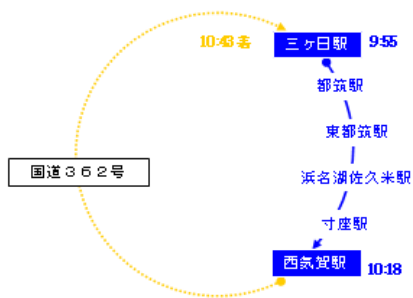 10:43 着
三ヶ日駅 9:55
都筑駅
東都筑駅
国道３６２号
浜名湖佐久米駅
寸座駅
西気賀駅 10:18